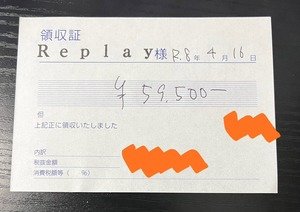 領収証
Replay様 R.8年4月16日
¥59,500-
但
上記正に領収いたしました
内訳
税抜金額
消費税額等( %)